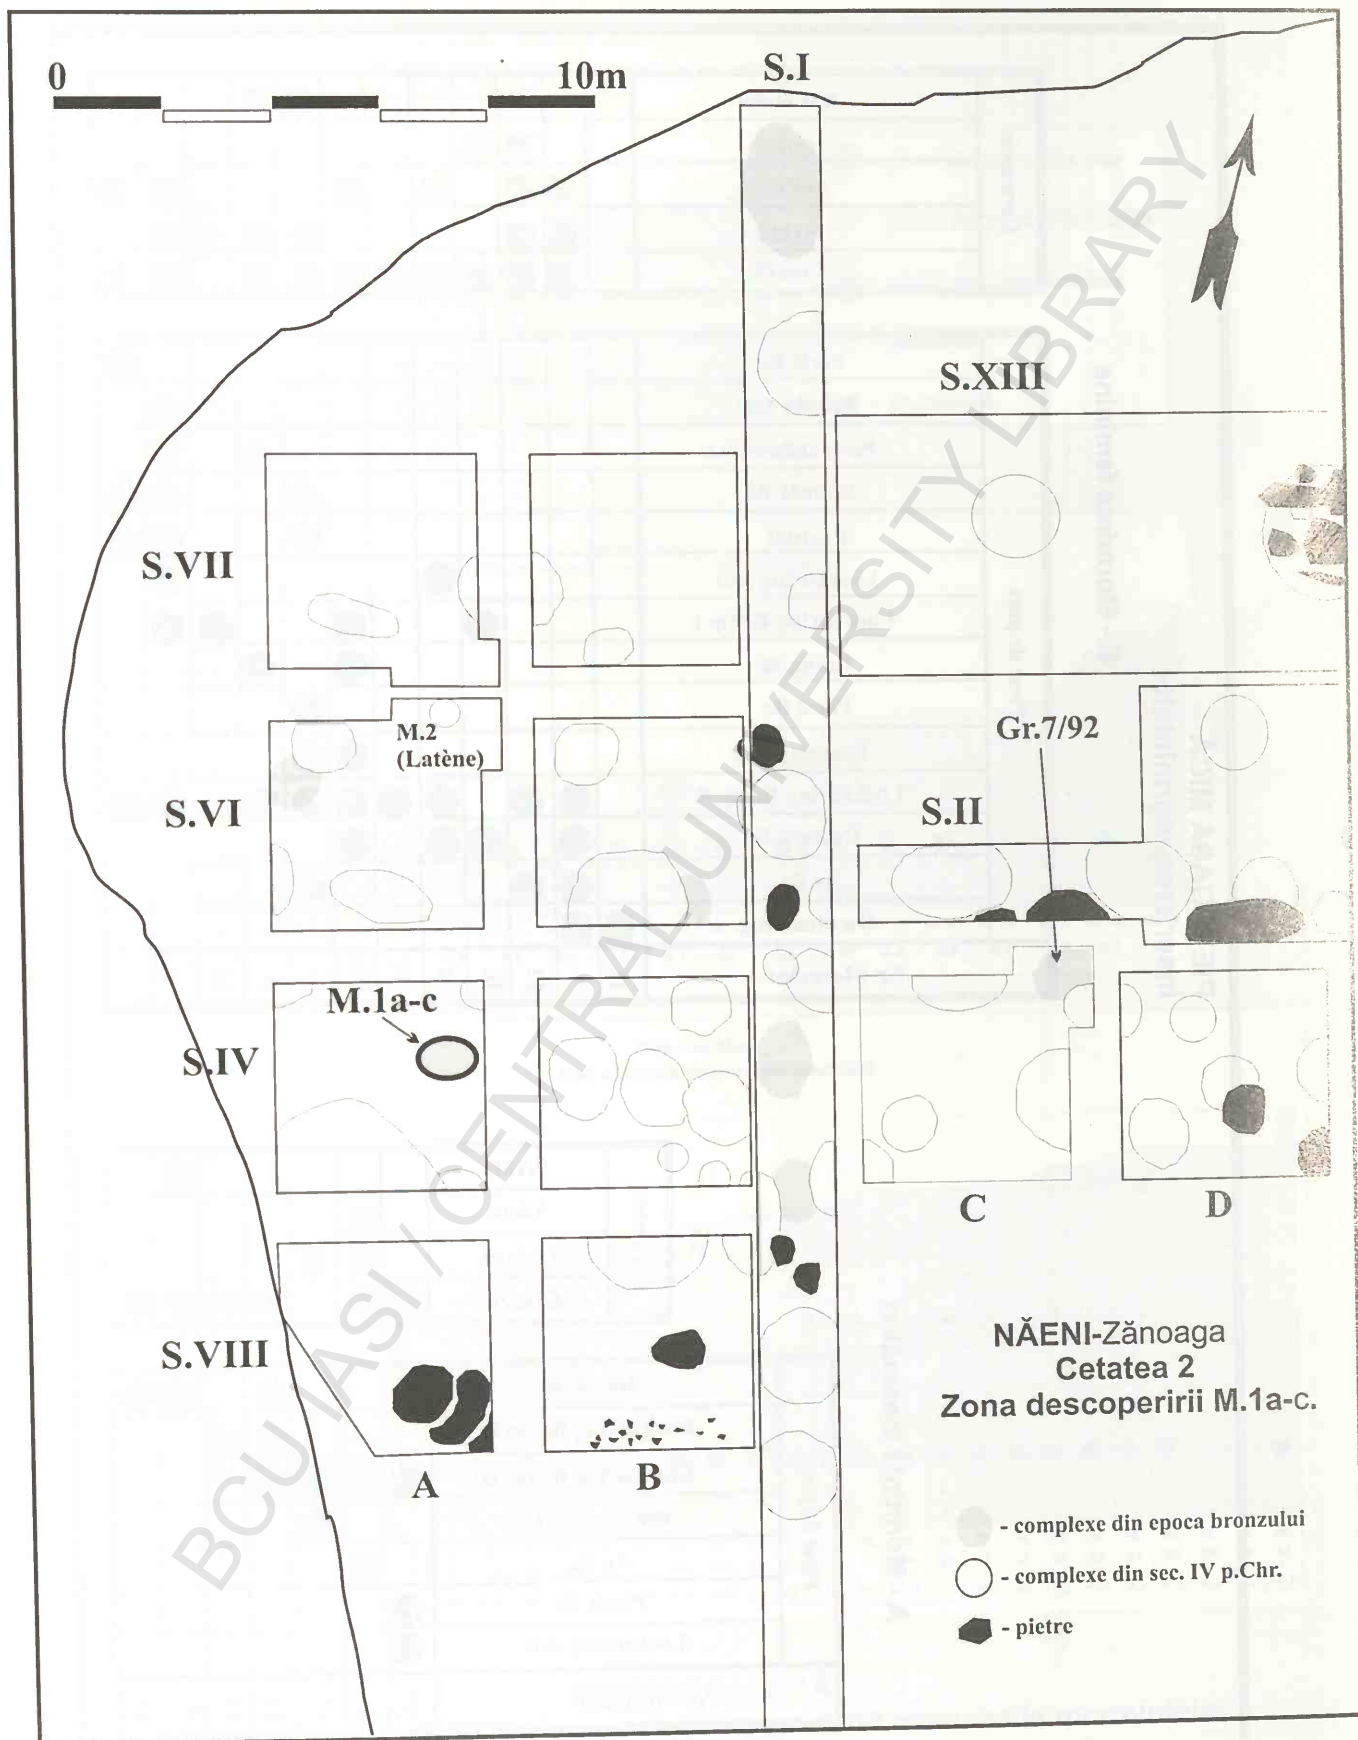 0 10m
S.I
S.XIII
S.VII
Gr.7/92
M.2
(Latène)
S.VI
S.II
M.1a-c
S.IV
C D
S.VIII
A B
NĂENI-Zănoaga
Cetatea 2
Zona descoperirii M.1a-c.
- complexe din epoca bronzului
- complexe din sec. IV p.Chr.
- pietre
BCU IASI / CENTRAL UNIVERSITY LIBRARY